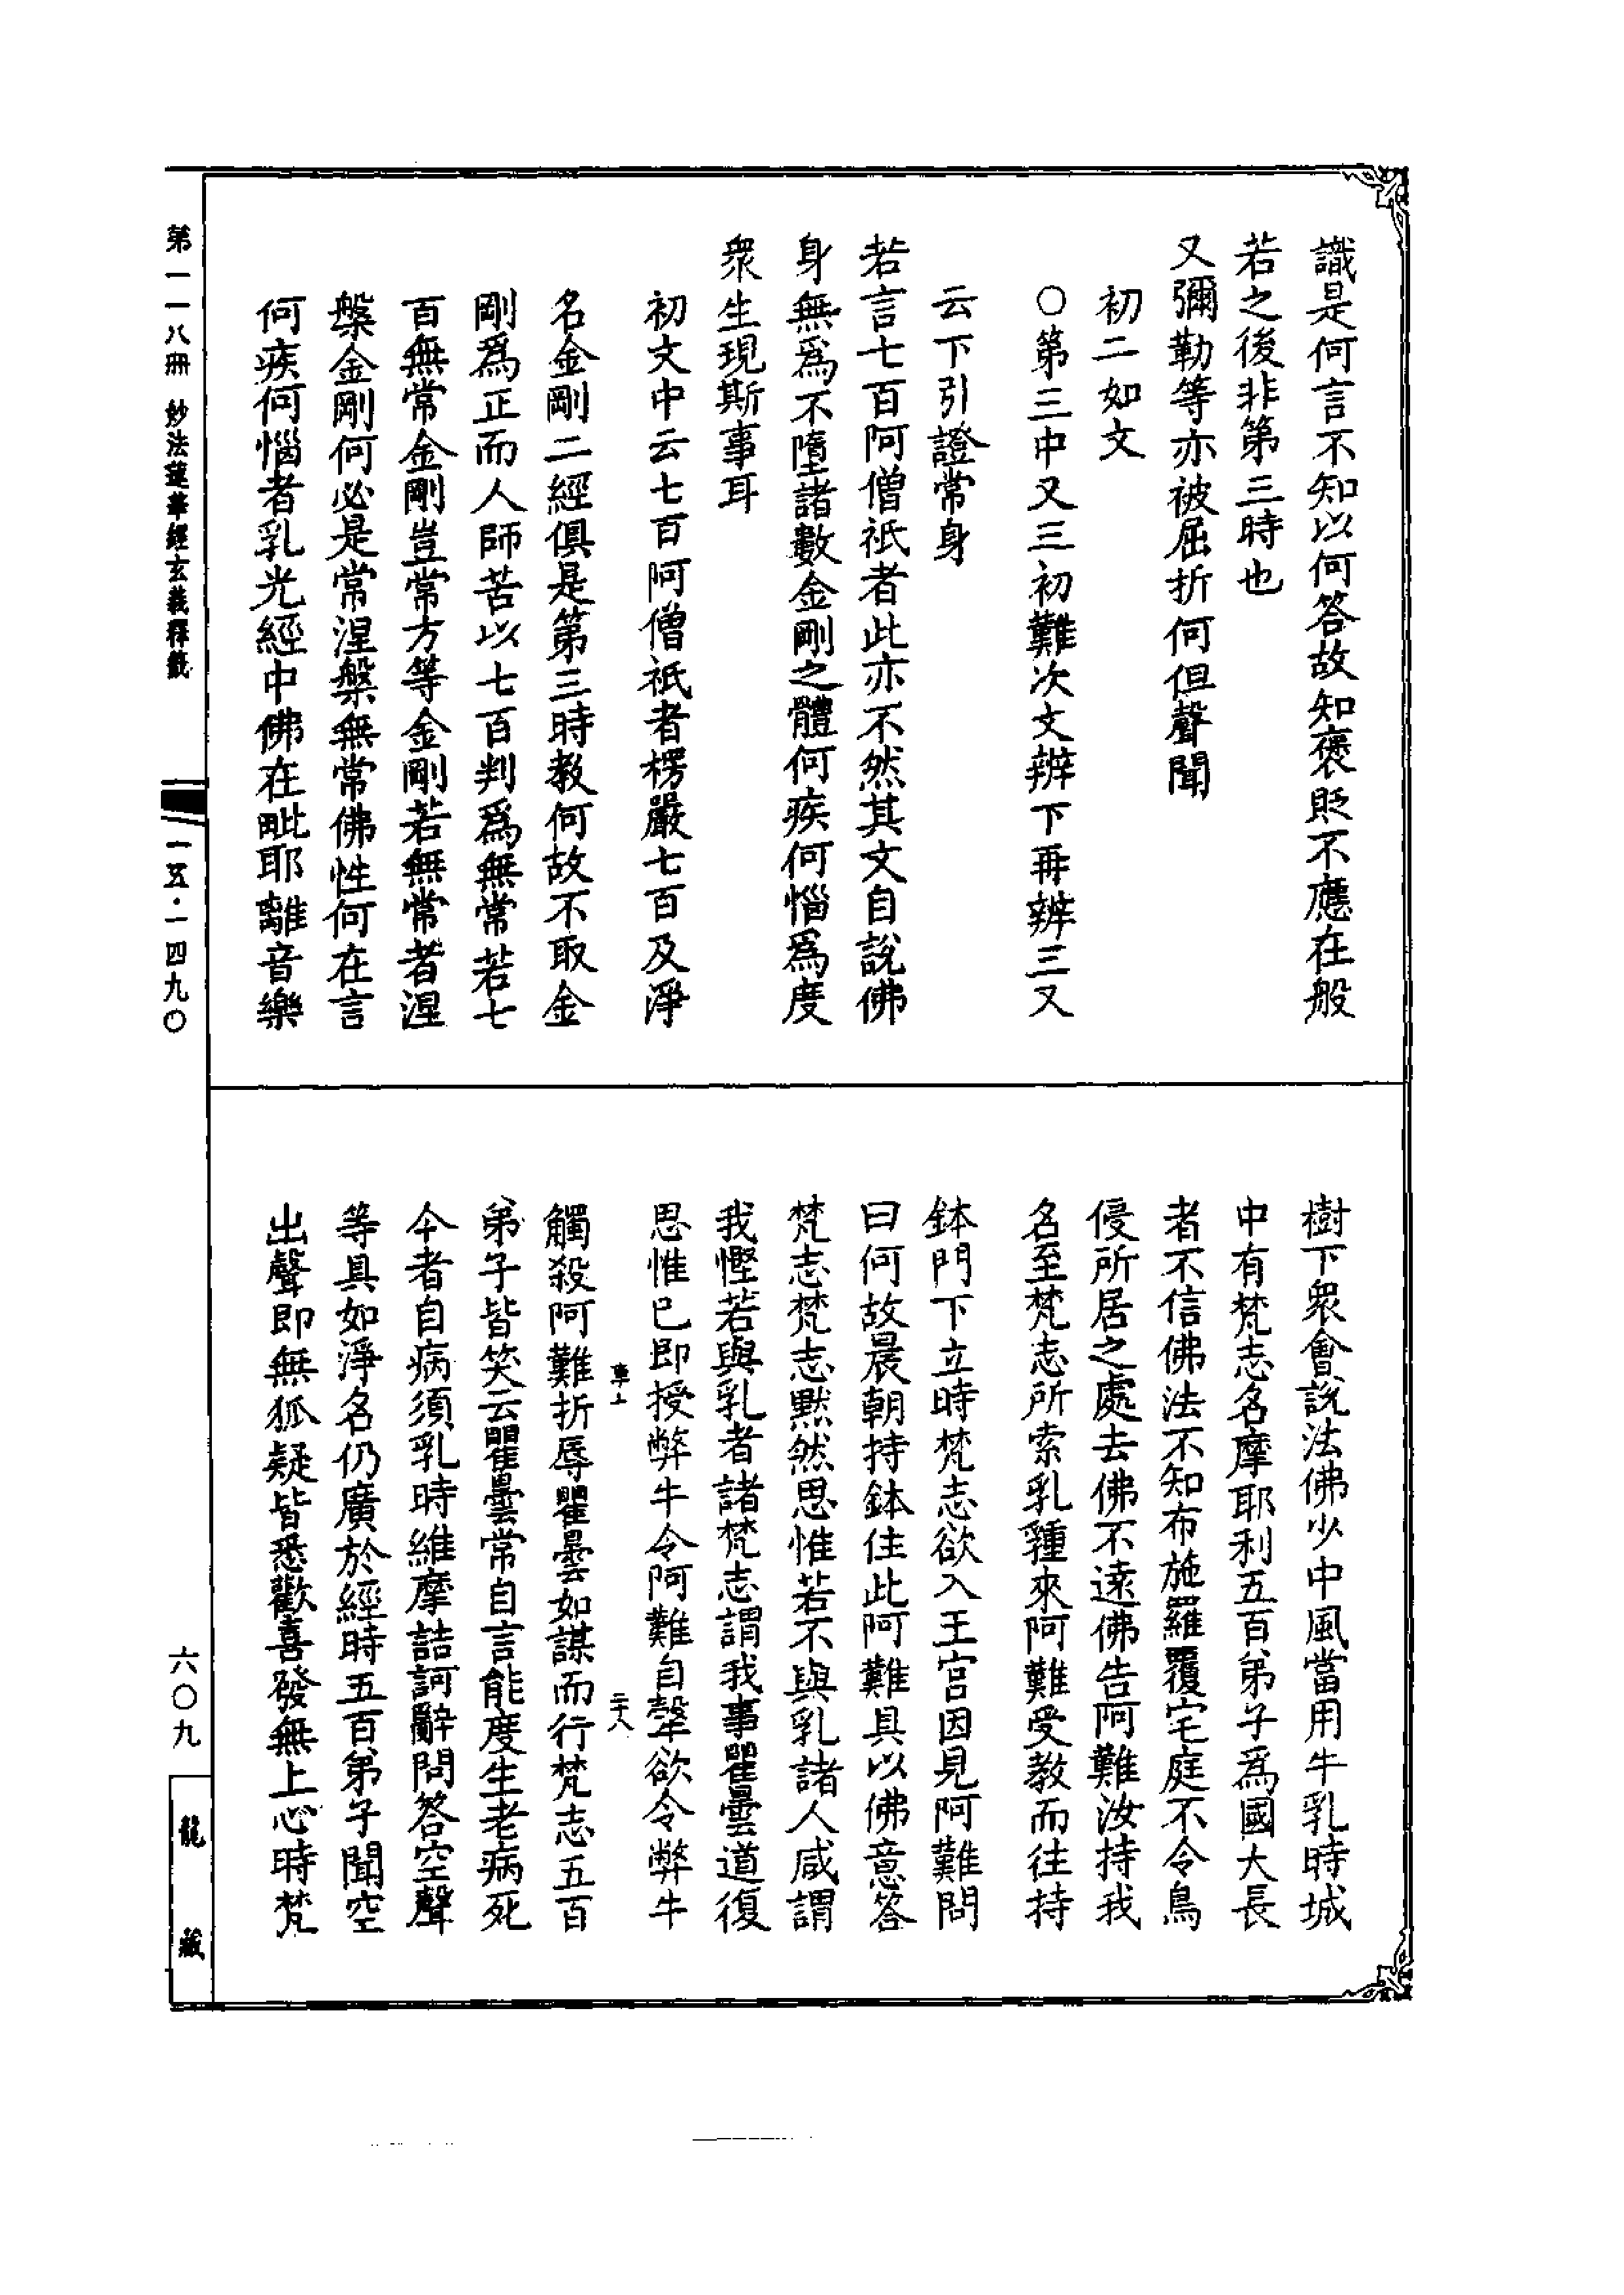 識是何言不知以何答故知褒貶不應在般
若之後非第三時也
又彌勒等亦被屈折何但聲聞
初二如文
○第三中又三初難次文辨下再辨三又
云下引證常身
若言七百阿僧祇者此亦不然其文自說佛
身無爲不墮諸數金剛之體何疾何惱爲度
衆生現斯事耳
初文中云七百阿僧祇者楞嚴七百及淨
名金剛二經俱是第三時教何故不取金
剛爲正而人師苦以七百判爲無常若七
百無常金剛豈常方等金剛若無常者涅
槃金剛何必是常涅槃無常佛性何在言
何疾何惱者乳光經中佛在毗耶離音樂
樹下衆會說法佛少中風當用牛乳時城
中有梵志名摩耶利五百弟子爲國大長
者不信佛法不知布施羅覆宅庭不令鳥
侵所居之處去佛不遠佛告阿難汝持我
名至梵志所索乳種來阿難受教而往持
鉢門下立時梵志欲入王宮因見阿難問
曰何故晨朝持鉢住此阿難具以佛意答
梵志梵志默然思惟若不與乳諸人咸謂
我慳若與乳者諸梵志謂我事瞿曇道復
思惟已即授弊牛令阿難自𤛗欲令弊牛
觸殺阿難折辱瞿曇如謀而行梵志五百
弟子皆笑云瞿曇常自言能度生老病死
今者自病須乳時維摩詰訶辭問答空聲
等具如淨名仍廣於經時五百弟子聞空
出聲即無狐疑皆悉歡喜發無上心時梵
二十八
第一一八冊 妙法蓮華經玄義釋籤
一五·一四九〇
六〇九
龍藏